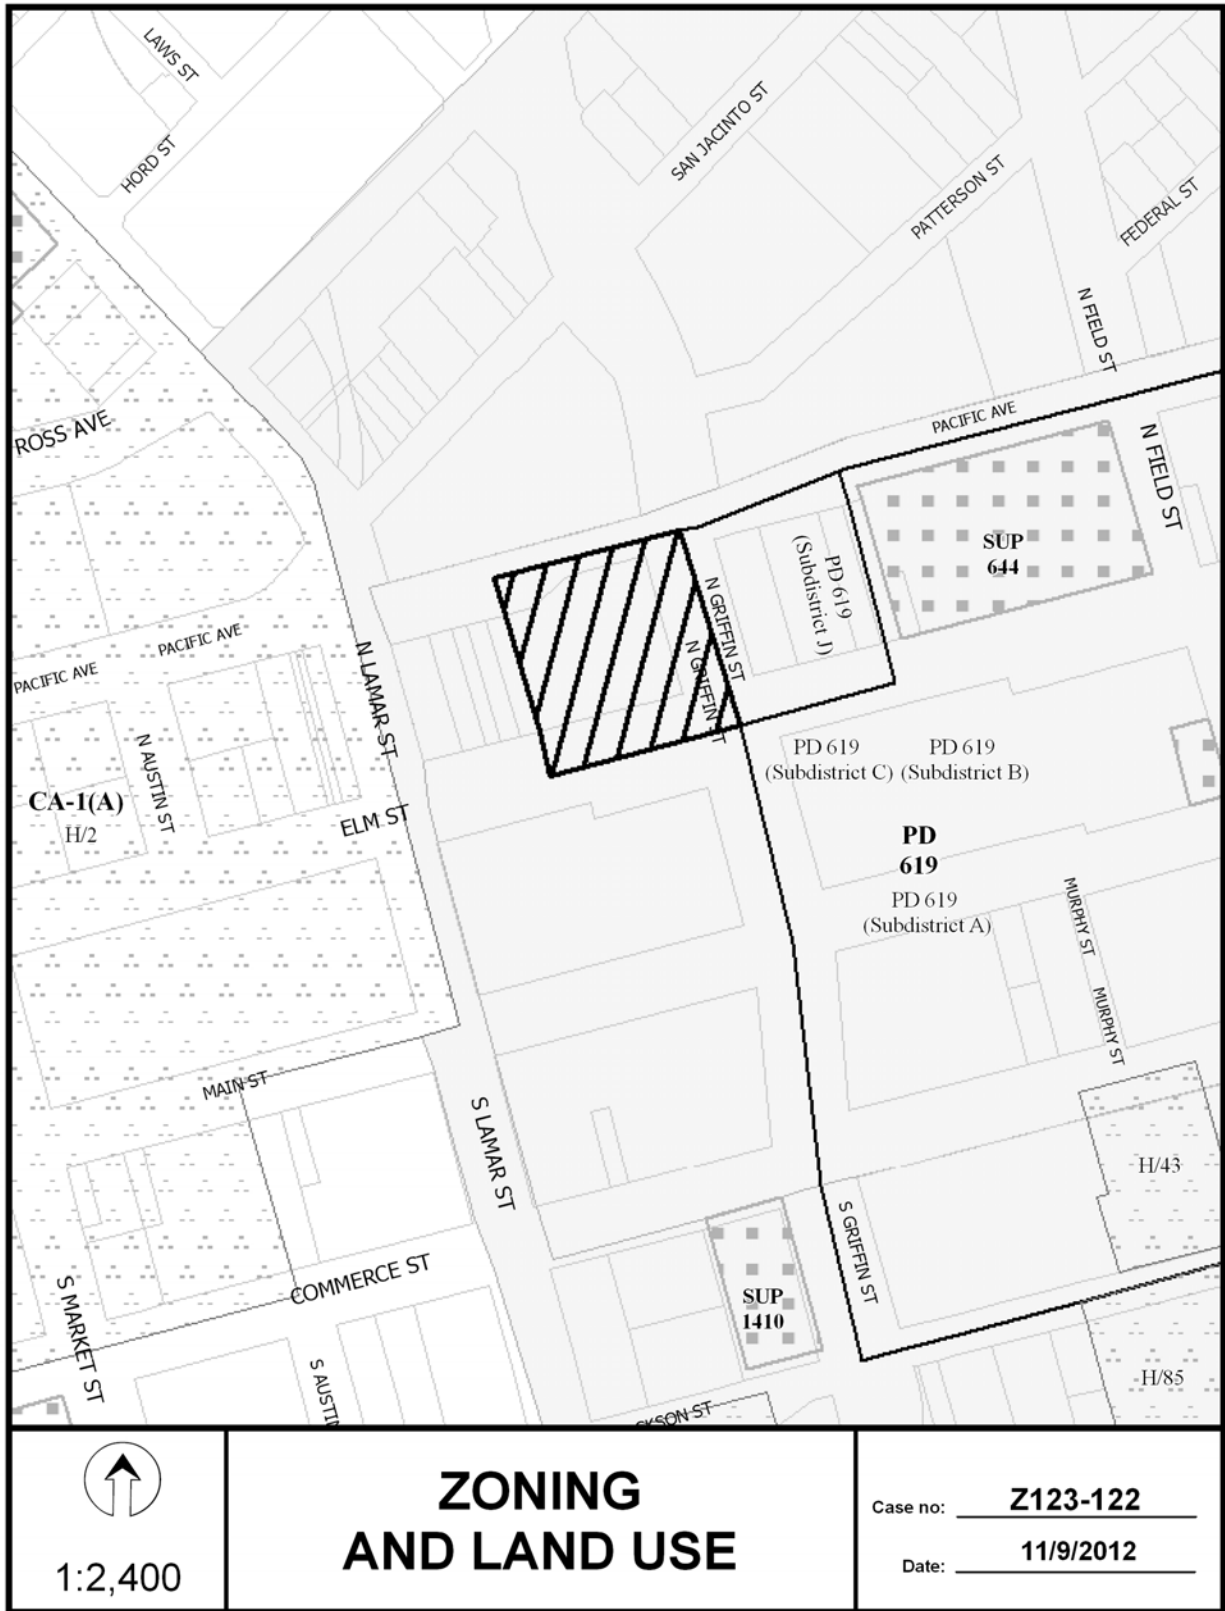 LAWS ST
HORD ST
SAN JACINTO ST
PATTERSON ST
FEDERAL ST
N FIELD ST
ROSS AVE
PACIFIC AVE
N FIELD ST
SUP
644
PD 619
(Subdistrict J)
N GRIFFIN ST
N GRIFFIN ST
PACIFIC AVE
PACIFIC AVE
N LAMAR ST
N AUSTIN ST
CA-1(A)
H/2
ELM ST
PD 619
(Subdistrict C)
PD 619
(Subdistrict B)
PD
619
PD 619
(Subdistrict A)
MURPHY ST
MURPHY ST
MAIN ST
S LAMAR ST
H/43
S GRIFFIN ST
COMMERCE ST
SUP
1410
S MARKET ST
S AUSTIN
H/85
CKSON ST
1:2,400
ZONING
AND LAND USE
Case no: Z123-122
Date: 11/9/2012